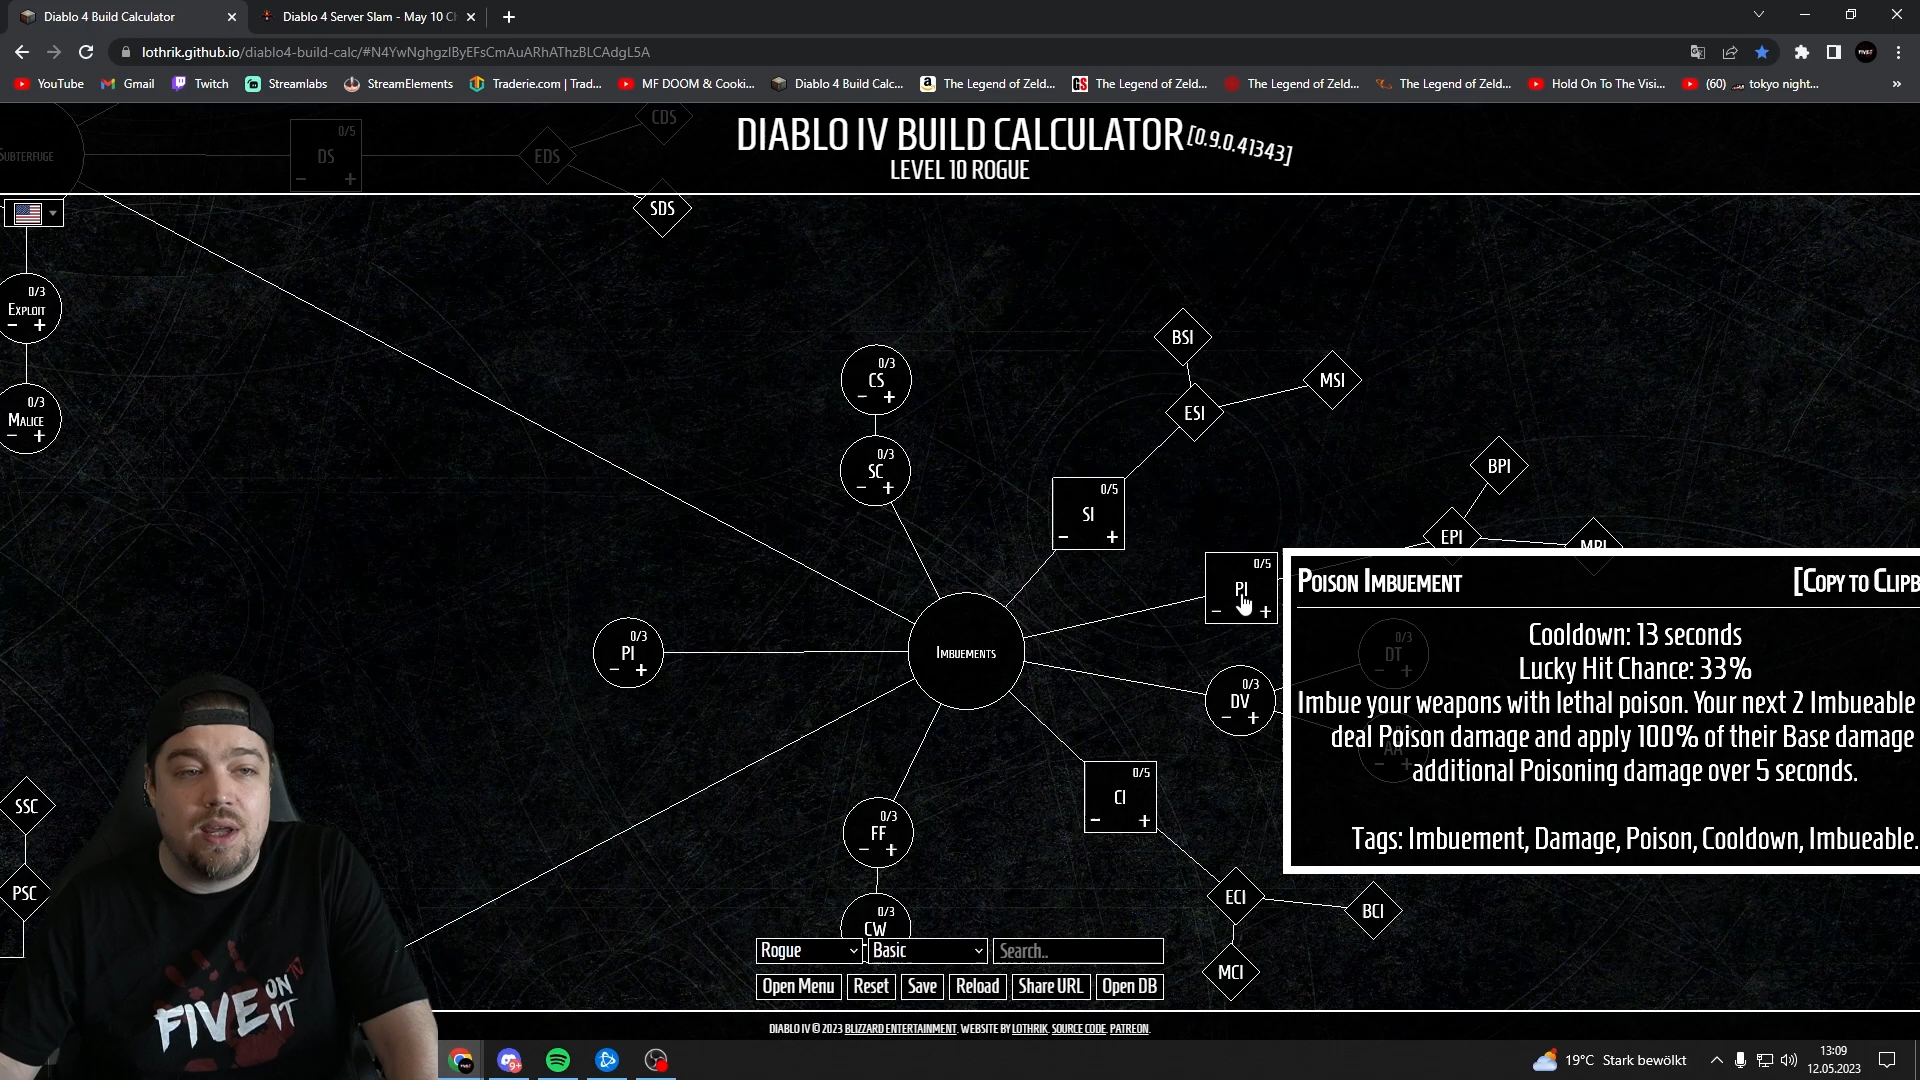 Diablo 4 Build Calculator
Diablo 4 Server Slam - May 10 Ch
lothrik.github.io/diablo4-build-calc/#N4YwNghgzlByEFsCmAuARhAThzBLCAdgL5A
YouTube
Gmail
Twitch
Streamlabs
StreamElements
Traderie.com | Trad...
MF DOOM & Cooki...
Diablo 4 Build Calc...
The Legend of Zeld...
The Legend of Zeld...
The Legend of Zeld...
The Legend of Zeld...
Hold On To The Visi...
(60) tokyo night...
»
DIABLO IV BUILD CALCULATOR [0.9.0.41343]
LEVEL 10 ROGUE
SUBTERFUGE
0/5
DS
- +
EDS
CDS
SDS
0/3
EXPLOIT
- +
0/3
MALICE
- +
0/3
CS
- +
0/3
SC
- +
BSI
MSI
ESI
0/5
SI
- +
BPI
EPI
MPI
0/5
PI
- +
POISON IMBUEMENT
[COPY TO CLIPB
Cooldown: 13 seconds
Lucky Hit Chance: 33%
Imbue your weapons with lethal poison. Your next 2 Imbueable
deal Poison damage and apply 100% of their Base damage
additional Poisoning damage over 5 seconds.
Tags: Imbuement, Damage, Poison, Cooldown, Imbueable.
0/3
DT
- +
AA
- +
0/3
PI
- +
IMBUEMENTS
0/3
DV
- +
0/5
CI
- +
0/3
FF
- +
0/3
CW
ECI
BCI
MCI
SSC
PSC
FIVE ON IT
Rogue
Basic
Search..
Open Menu
Reset
Save
Reload
Share URL
Open DB
DIABLO IV © 2023 BLIZZARD ENTERTAINMENT. WEBSITE BY LOTHRIK. SOURCE CODE. PATREON.
9+
19°C Stark bewölkt
13:09
12.05.2023